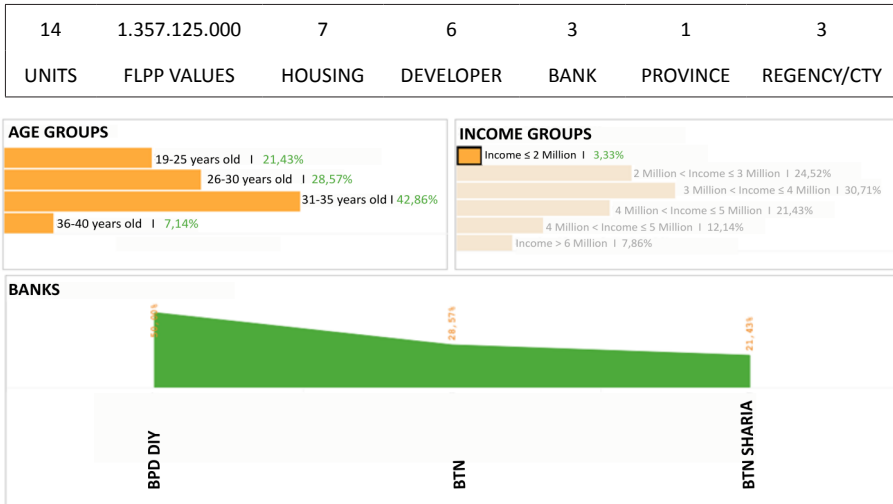 14 1.357.125.000 7 6 3 1 3
UNITS FLPP VALUES HOUSING DEVELOPER BANK PROVINCE REGENCY/CTY
AGE GROUPS
19-25 years old I 21,43%
26-30 years old I 28,57%
31-35 years old I 42,86%
36-40 years old I 7,14%
INCOME GROUPS
Income ≤ 2 Million I 3,33%
2 Million < Income ≤ 3 Million I 24,52%
3 Million < Income ≤ 4 Million I 30,71%
4 Million < Income ≤ 5 Million I 21,43%
4 Million < Income ≤ 5 Million I 12,14%
Income > 6 Million I 7,86%
BANKS
50,00%
28,57%
21,43%
BPD DIY
BTN
BTN SHARIA